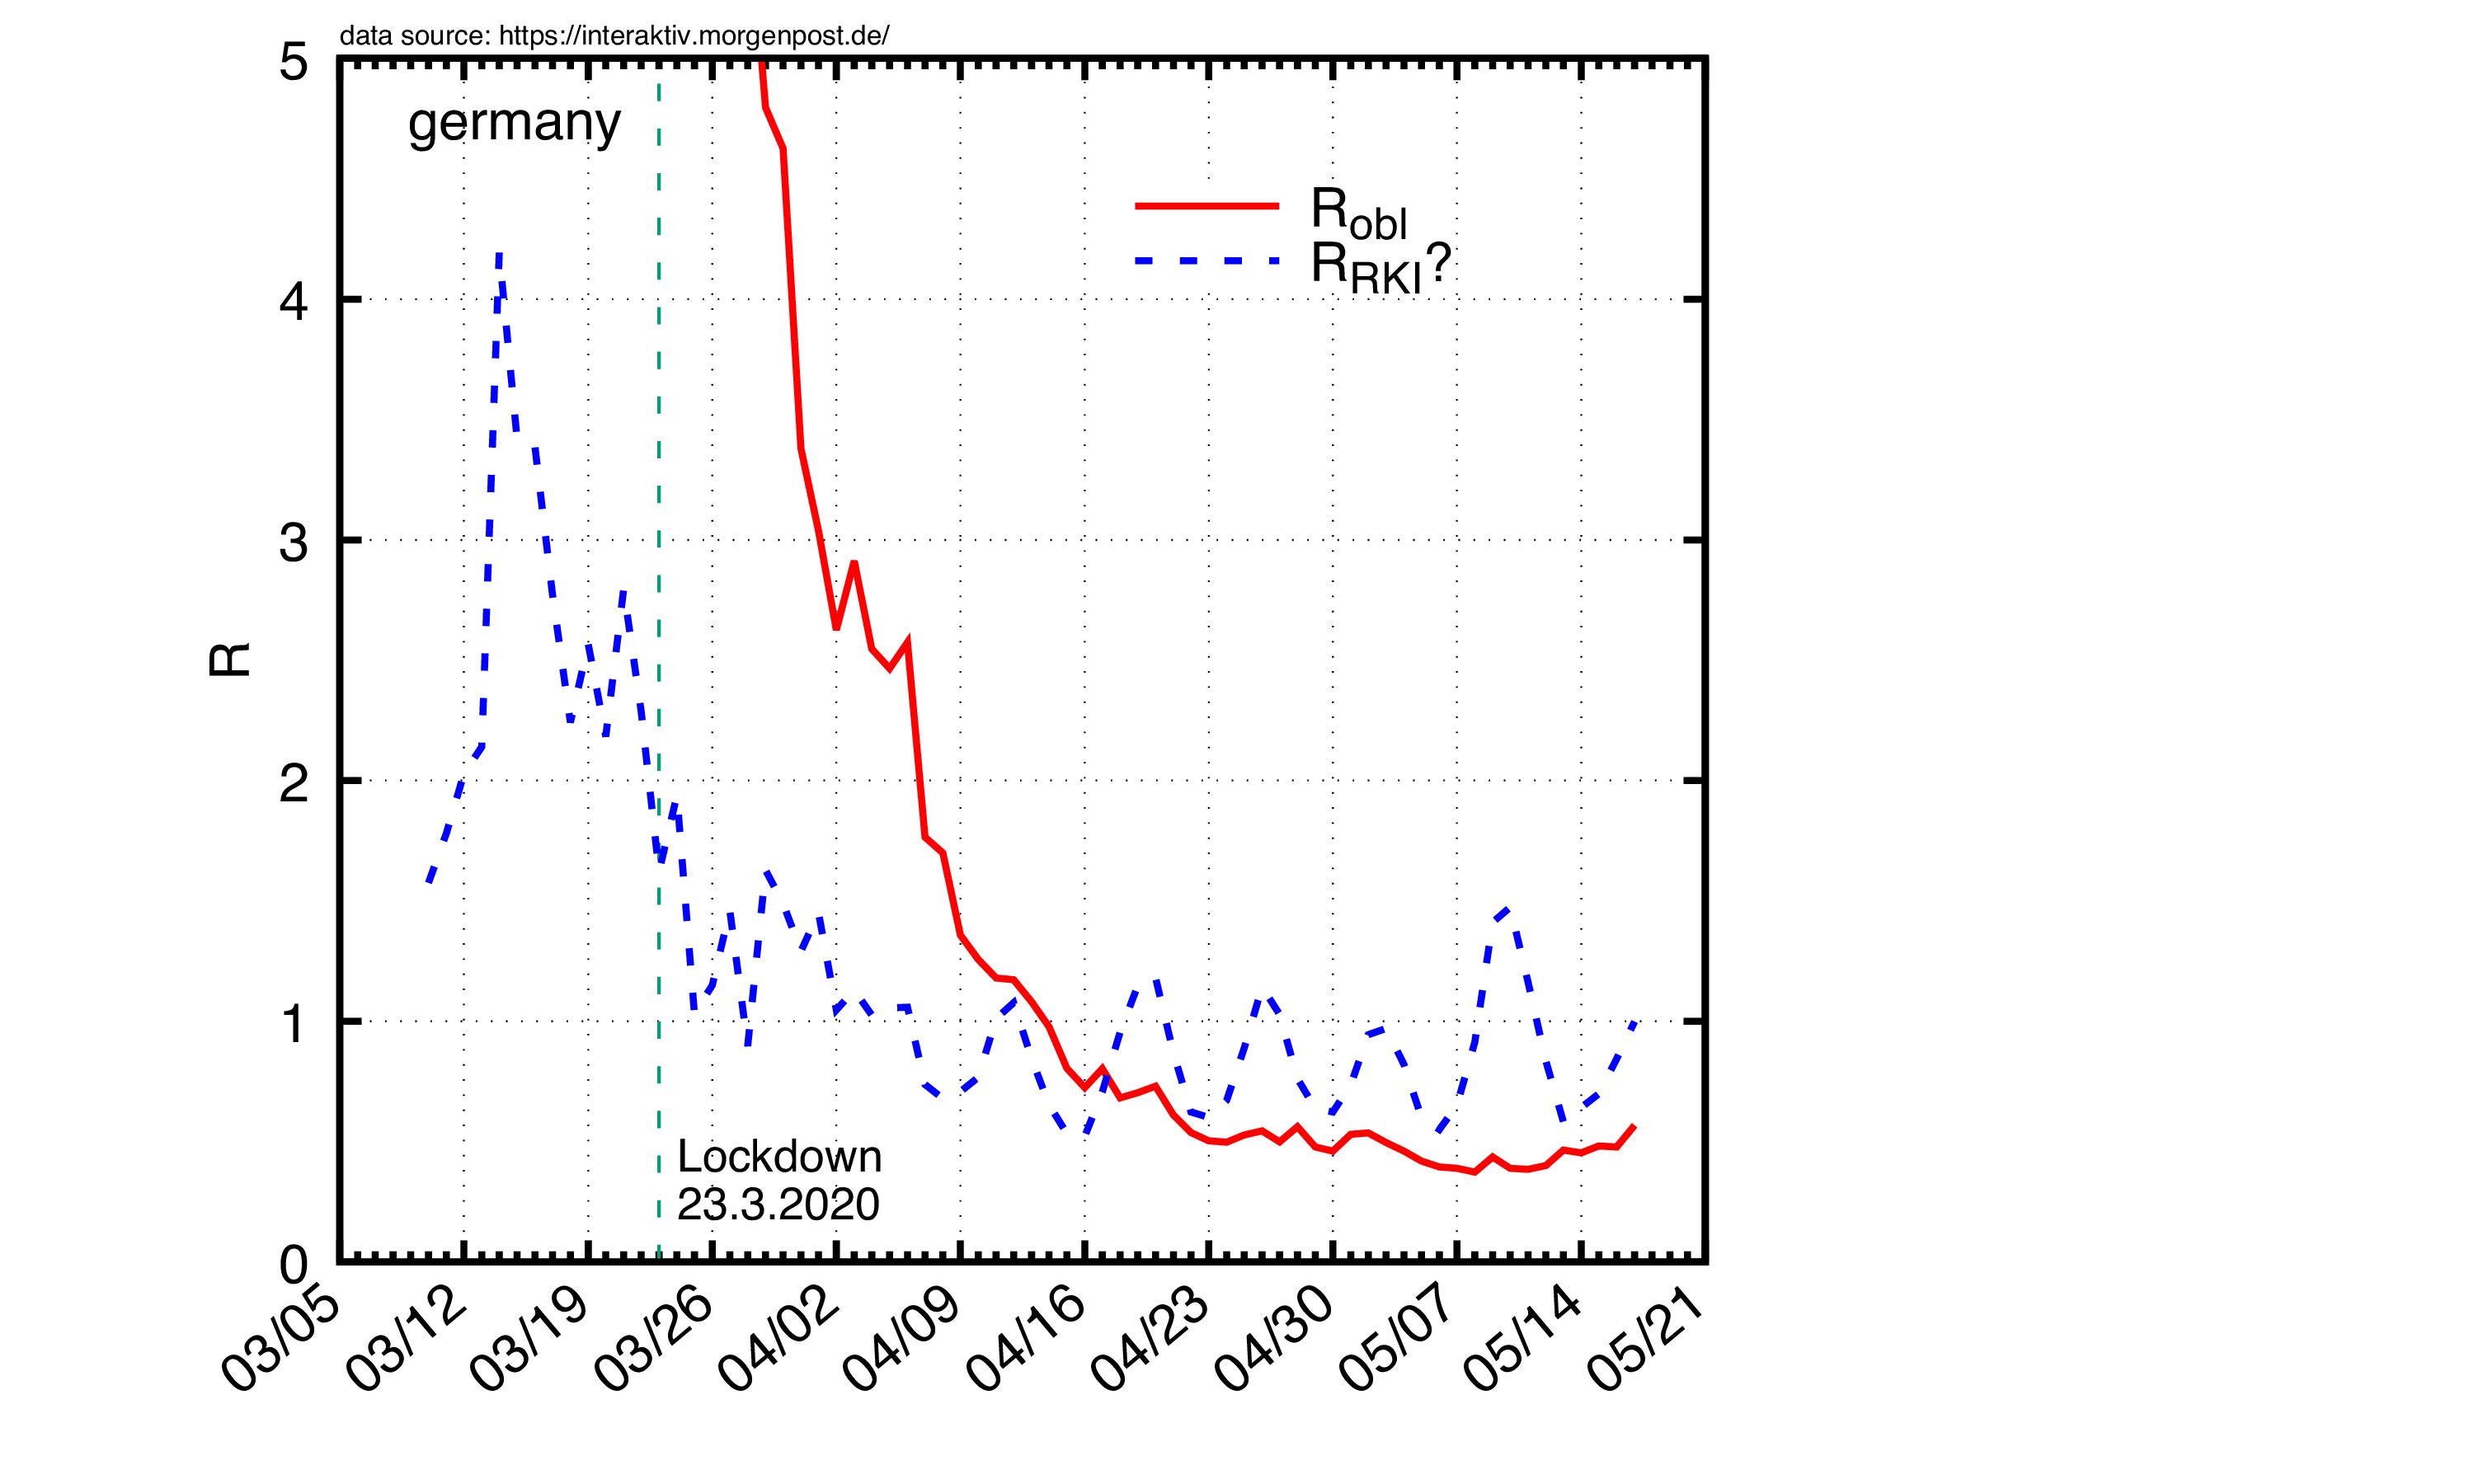 data source: https://interaktiv.morgenpost.de/
5
germany
R_obl
R_RKI?
4
3
R
2
1
Lockdown
23.3.2020
0
03/05 03/12 03/19 03/26 04/02 04/09 04/16 04/23 04/30 05/07 05/14 05/21